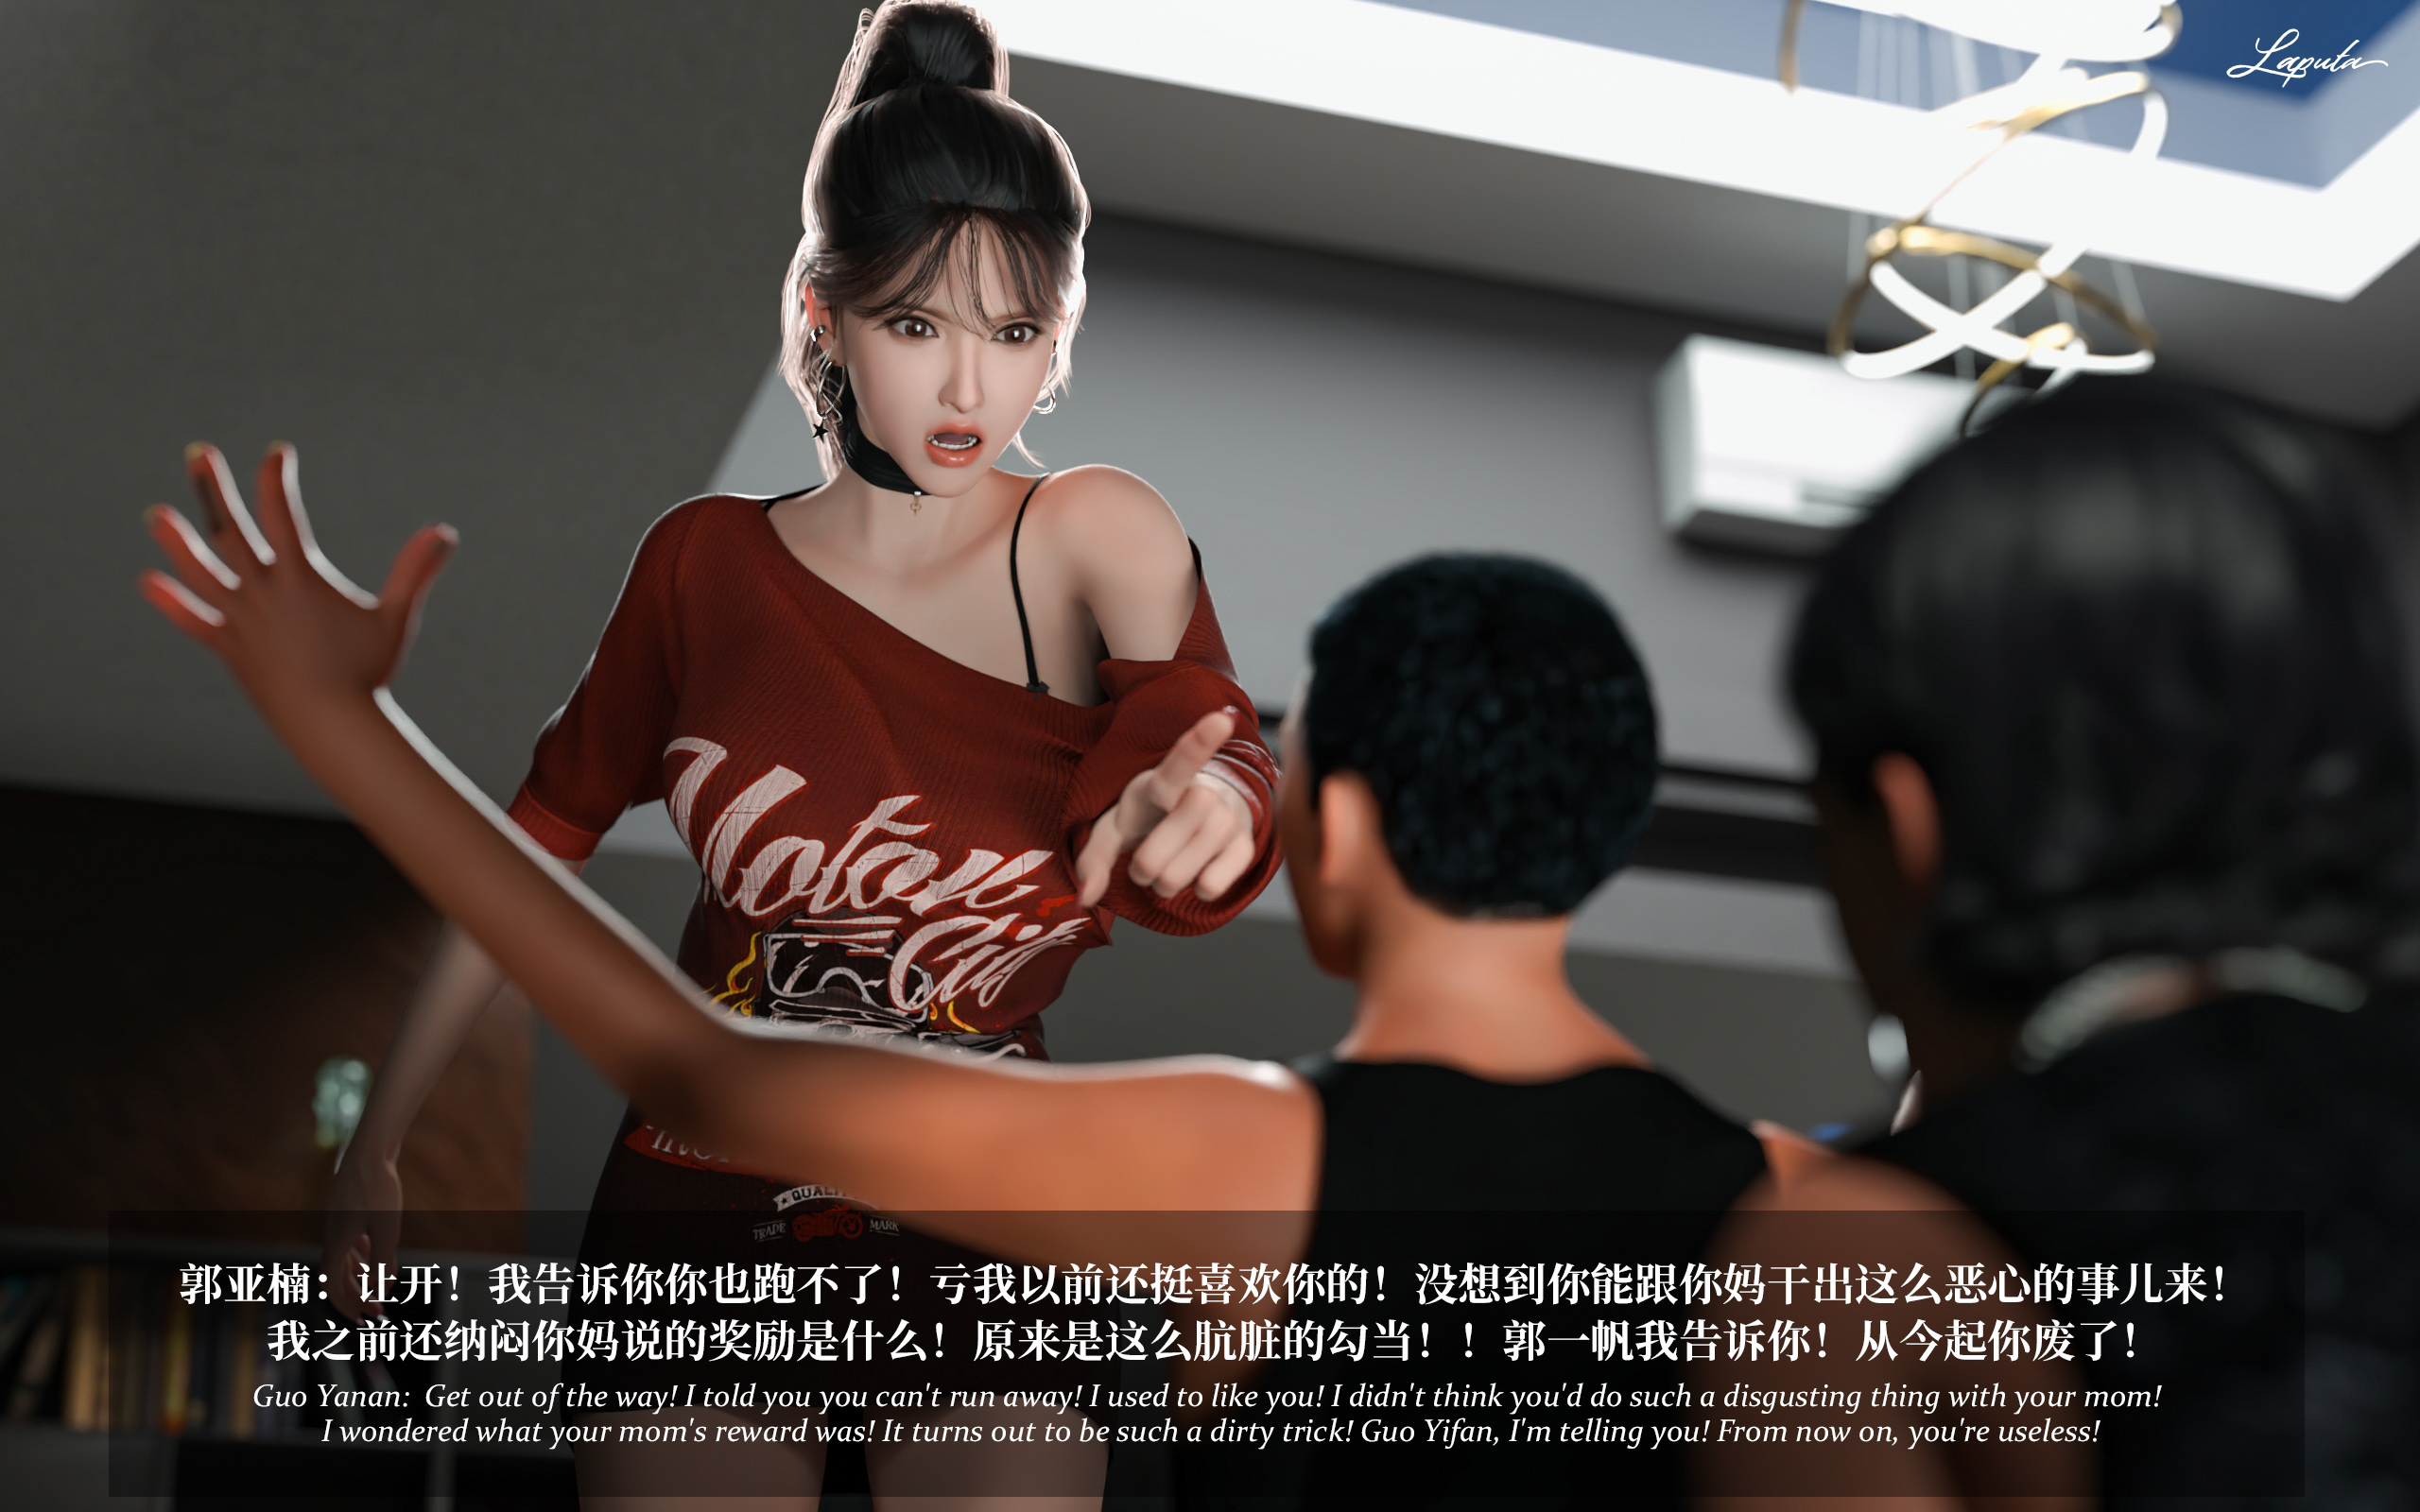 Laputa
Motor
QUALI
TRADE MARK
郭亚楠：让开！我告诉你你也跑不了！亏我以前还挺喜欢你的！没想到你能跟你妈干出这么恶心的事儿来！
我之前还纳闷你妈说的奖励是什么！原来是这么肮脏的勾当！！郭一帆我告诉你！从今起你废了！
Guo Yanan: Get out of the way! I told you you can't run away! I used to like you! I didn't think you'd do such a disgusting thing with your mom!
I wondered what your mom's reward was! It turns out to be such a dirty trick! Guo Yifan, I'm telling you! From now on, you're useless!